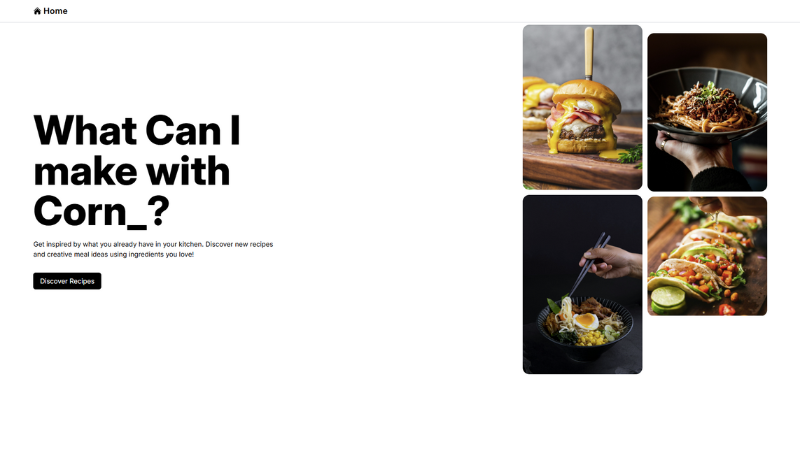 Home
What Can I
make with
Corn_?
Get inspired by what you already have in your kitchen. Discover new recipes
and creative meal ideas using ingredients you love!
Discover Recipes